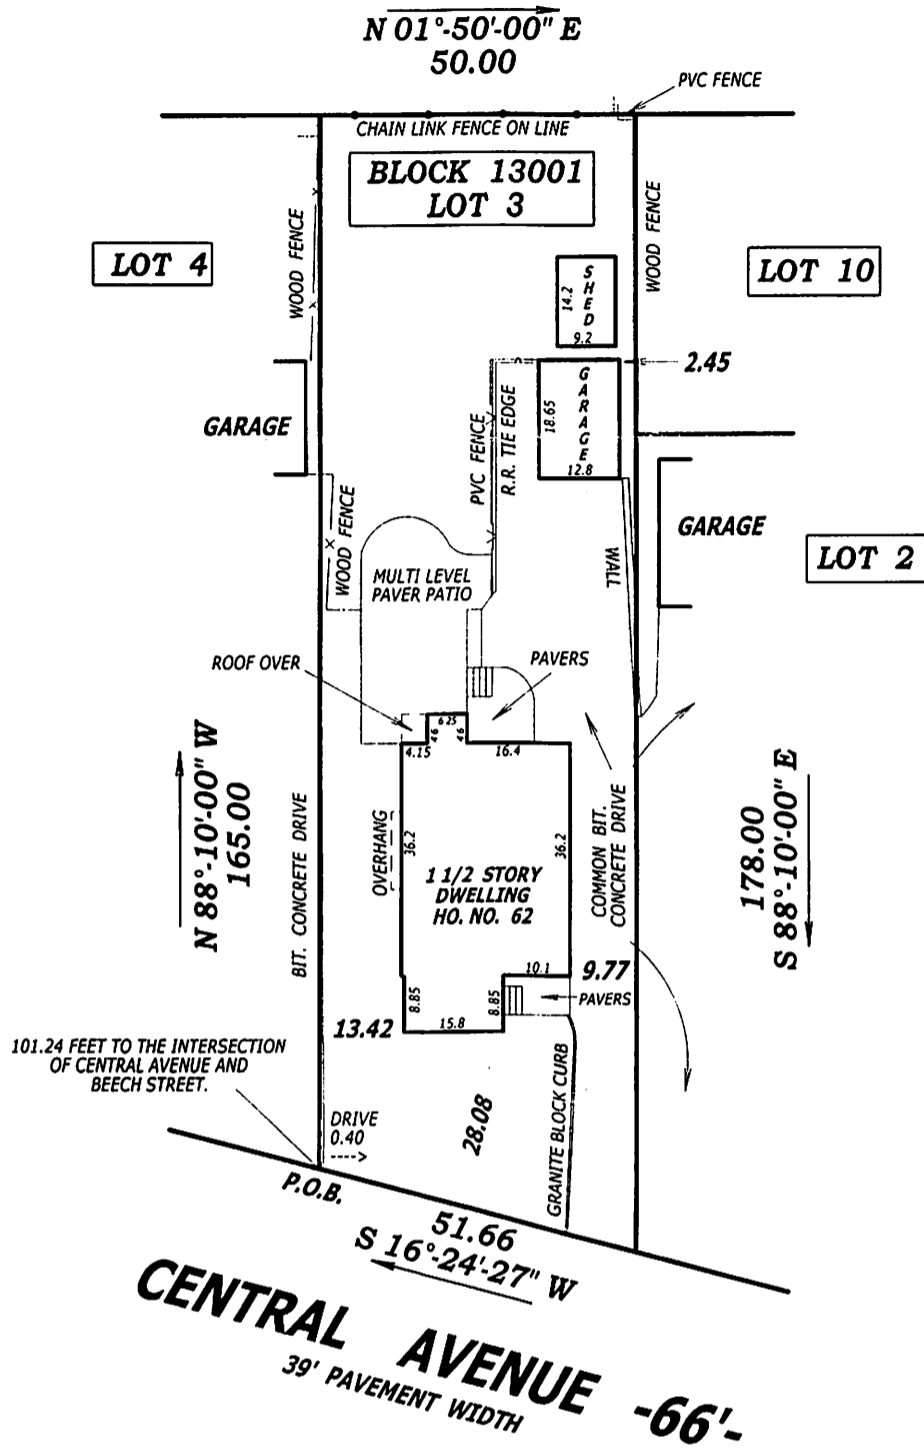 N 01°-50'-00" E
50.00
PVC FENCE
CHAIN LINK FENCE ON LINE
BLOCK 13001
LOT 3
WOOD FENCE
WOOD FENCE
LOT 4
LOT 10
SHED
14.2
9.2
2.45
GARAGE
GARAGE
18.65
12.8
PVC FENCE
R.R. TIE EDGE
WOOD FENCE
GARAGE
LOT 2
MULTI LEVEL
PAVER PATIO
WALL
ROOF OVER
PAVERS
6.25
4.6
4.6
4.15
16.4
N 88°-10'-00" W
165.00
BIT. CONCRETE DRIVE
OVERHANG
36.2
36.2
1 1/2 STORY
DWELLING
HO. NO. 62
COMMON BIT.
CONCRETE DRIVE
178.00
S 88°-10'-00" E
10.1
9.77
8.85
8.85
PAVERS
13.42
15.8
101.24 FEET TO THE INTERSECTION
OF CENTRAL AVENUE AND
BEECH STREET.
DRIVE
0.40
28.08
GRANITE BLOCK CURB
P.O.B.
51.66
S 16°-24'-27" W
CENTRAL AVENUE -66'-
39' PAVEMENT WIDTH